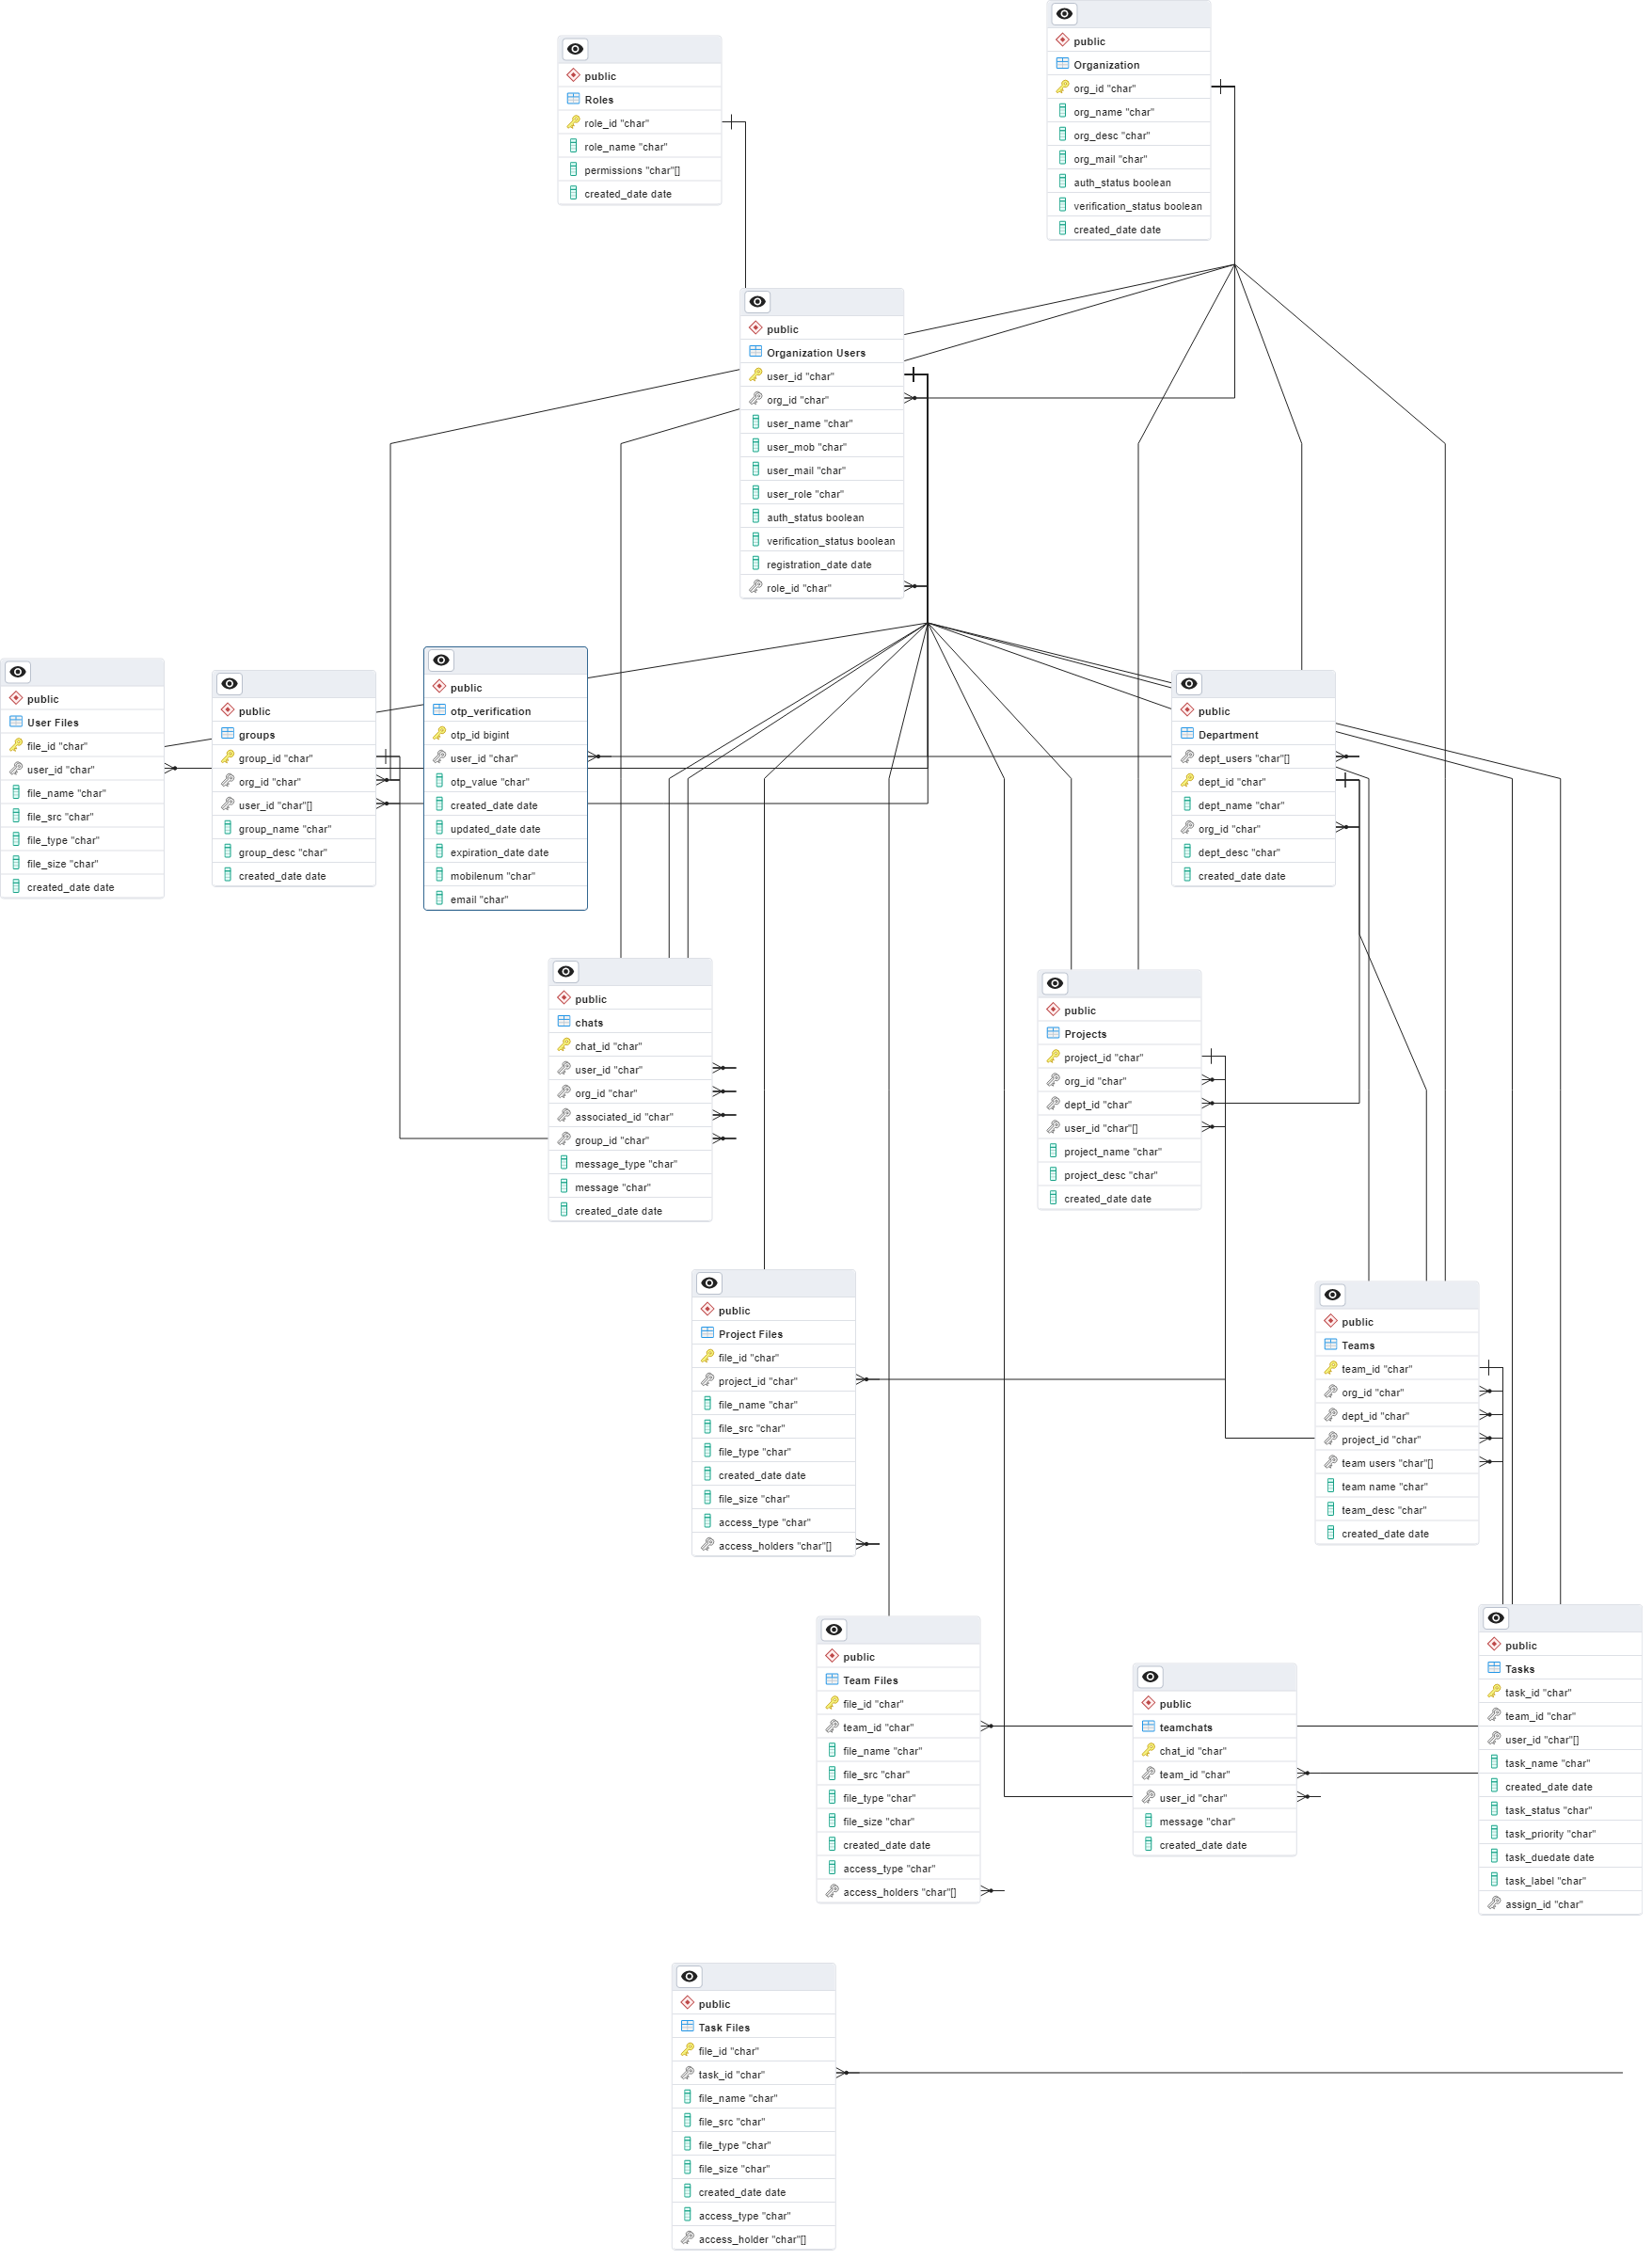 public
Organization
org_id "char"
org_name "char"
org_desc "char"
org_mail "char"
auth_status boolean
verification_status boolean
created_date date
public
Roles
role_id "char"
role_name "char"
permissions "char"[]
created_date date
public
Organization Users
user_id "char"
org_id "char"
user_name "char"
user_mob "char"
user_mail "char"
user_role "char"
auth_status boolean
verification_status boolean
registration_date date
role_id "char"
public
User Files
file_id "char"
user_id "char"
file_name "char"
file_src "char"
file_type "char"
file_size "char"
created_date date
public
groups
group_id "char"
org_id "char"
user_id "char"[]
group_name "char"
group_desc "char"
created_date date
public
otp_verification
otp_id bigint
user_id "char"
otp_value "char"
created_date date
updated_date date
expiration_date date
mobilenum "char"
email "char"
public
Department
dept_users "char"[]
dept_id "char"
dept_name "char"
org_id "char"
dept_desc "char"
created_date date
public
chats
chat_id "char"
user_id "char"
org_id "char"
associated_id "char"
group_id "char"
message_type "char"
message "char"
created_date date
public
Projects
project_id "char"
org_id "char"
dept_id "char"
user_id "char"[]
project_name "char"
project_desc "char"
created_date date
public
Project Files
file_id "char"
project_id "char"
file_name "char"
file_src "char"
file_type "char"
created_date date
file_size "char"
access_type "char"
access_holders "char"[]
public
Teams
team_id "char"
org_id "char"
dept_id "char"
project_id "char"
team users "char"[]
team name "char"
team_desc "char"
created_date date
public
Team Files
file_id "char"
team_id "char"
file_name "char"
file_src "char"
file_type "char"
file_size "char"
created_date date
access_type "char"
access_holders "char"[]
public
teamchats
chat_id "char"
team_id "char"
user_id "char"
message "char"
created_date date
public
Tasks
task_id "char"
team_id "char"
user_id "char"[]
task_name "char"
created_date date
task_status "char"
task_priority "char"
task_duedate date
task_label "char"
assign_id "char"
public
Task Files
file_id "char"
task_id "char"
file_name "char"
file_src "char"
file_type "char"
file_size "char"
created_date date
access_type "char"
access_holder "char"[]